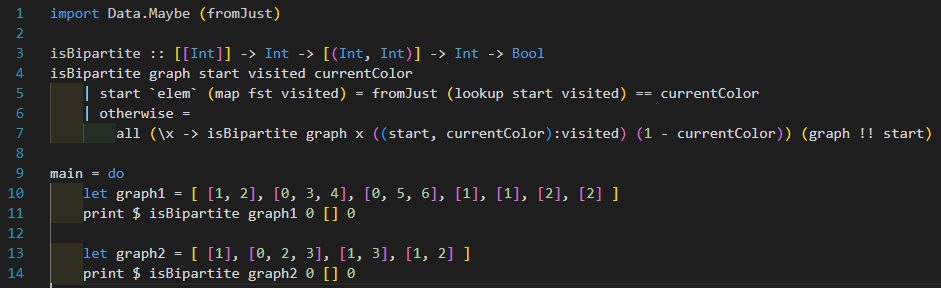 1 import Data.Maybe (fromJust)
2
3 isBipartite :: [[Int]] -> Int -> [(Int, Int)] -> Int -> Bool
4 isBipartite graph start visited currentColor
5     | start `elem` (map fst visited) = fromJust (lookup start visited) == currentColor
6     | otherwise =
7         all (\x -> isBipartite graph x ((start, currentColor):visited) (1 - currentColor)) (graph !! start)
8
9 main = do
10     let graph1 = [ [1, 2], [0, 3, 4], [0, 5, 6], [1], [1], [2], [2] ]
11     print $ isBipartite graph1 0 [] 0
12
13     let graph2 = [ [1], [0, 2, 3], [1, 3], [1, 2] ]
14     print $ isBipartite graph2 0 [] 0